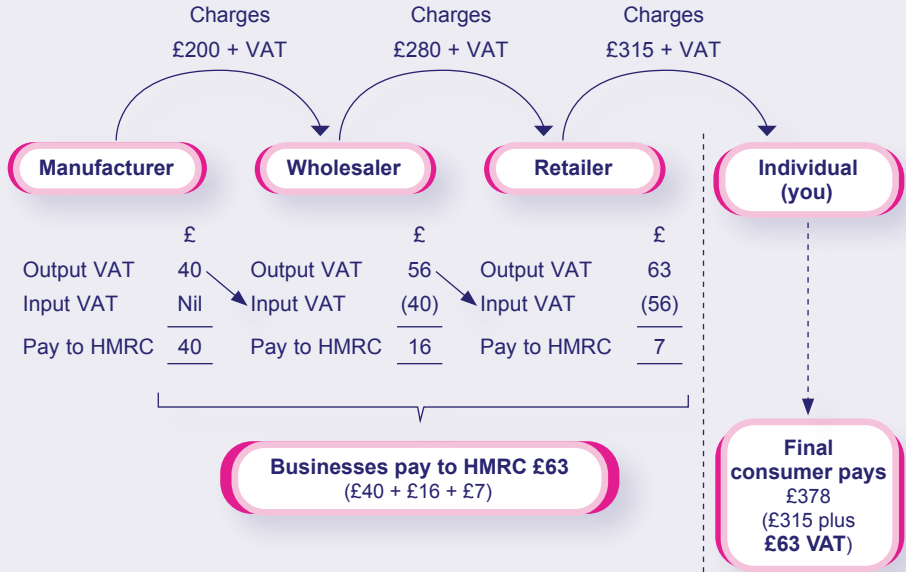 Charges
£200 + VAT
Charges
£280 + VAT
Charges
£315 + VAT
Manufacturer
Wholesaler
Retailer
Individual
(you)
£
£
£
Output VAT 40 Output VAT 56 Output VAT 63
Input VAT Nil Input VAT (40) Input VAT (56)
Pay to HMRC 40 Pay to HMRC 16 Pay to HMRC 7
Businesses pay to HMRC £63
(£40 + £16 + £7)
Final
consumer pays
£378
(£315 plus
£63 VAT)